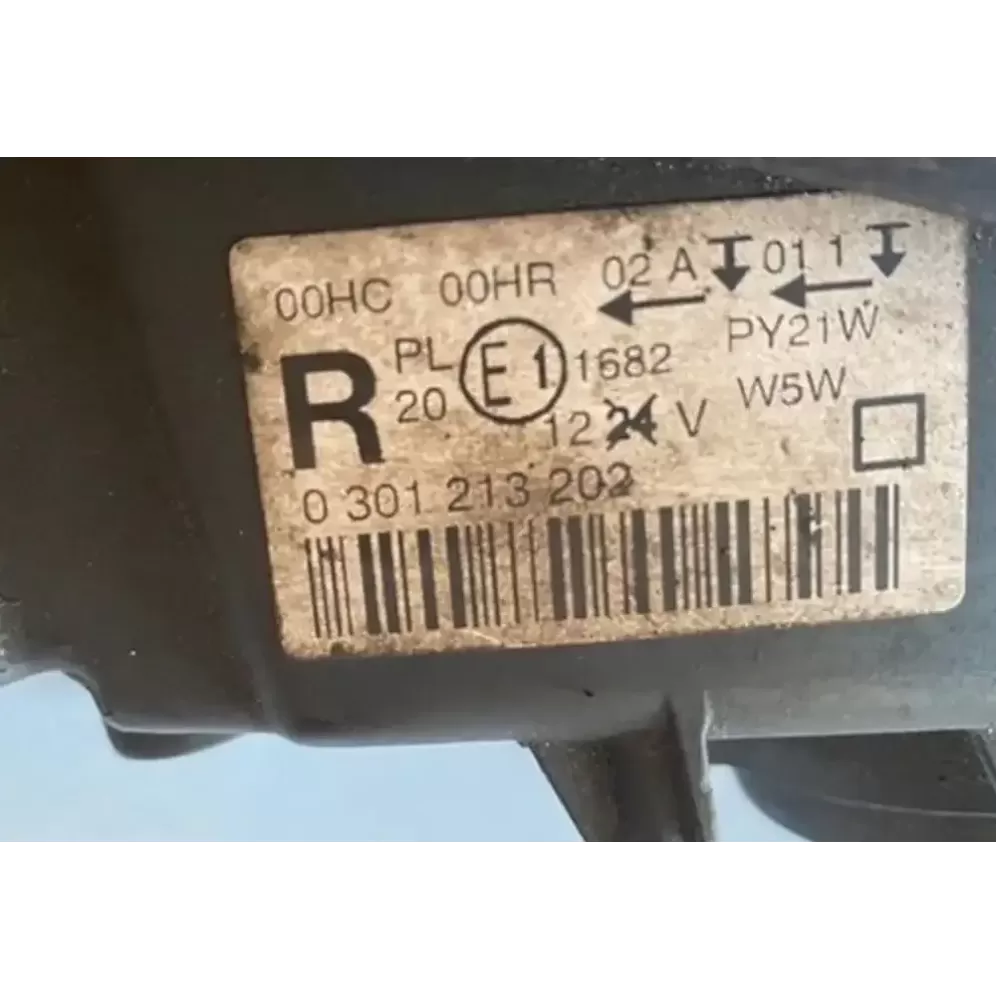 00HC 00HR 02 A 01 1
R PL E1 1682 PY21W
20 12 24 V W5W
0 301 213 202